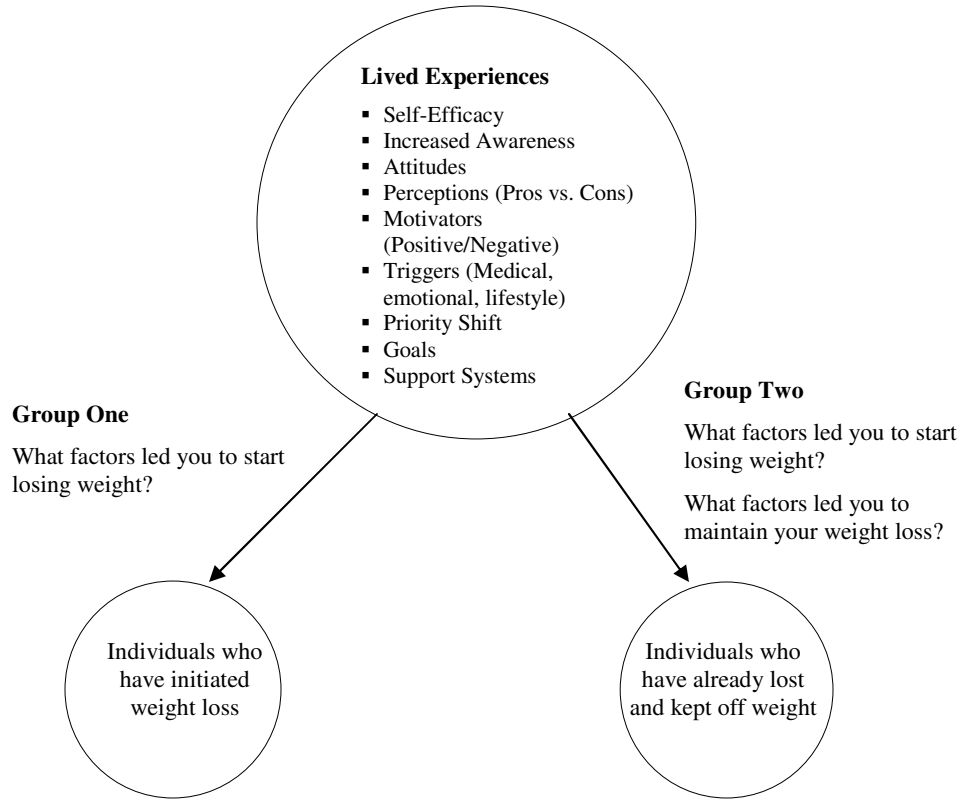 Lived Experiences
▪ Self-Efficacy
▪ Increased Awareness
▪ Attitudes
▪ Perceptions (Pros vs. Cons)
▪ Motivators
(Positive/Negative)
▪ Triggers (Medical,
emotional, lifestyle)
▪ Priority Shift
▪ Goals
▪ Support Systems
Group One
What factors led you to start
losing weight?
Group Two
What factors led you to start
losing weight?
What factors led you to
maintain your weight loss?
Individuals who
have initiated
weight loss
Individuals who
have already lost
and kept off weight